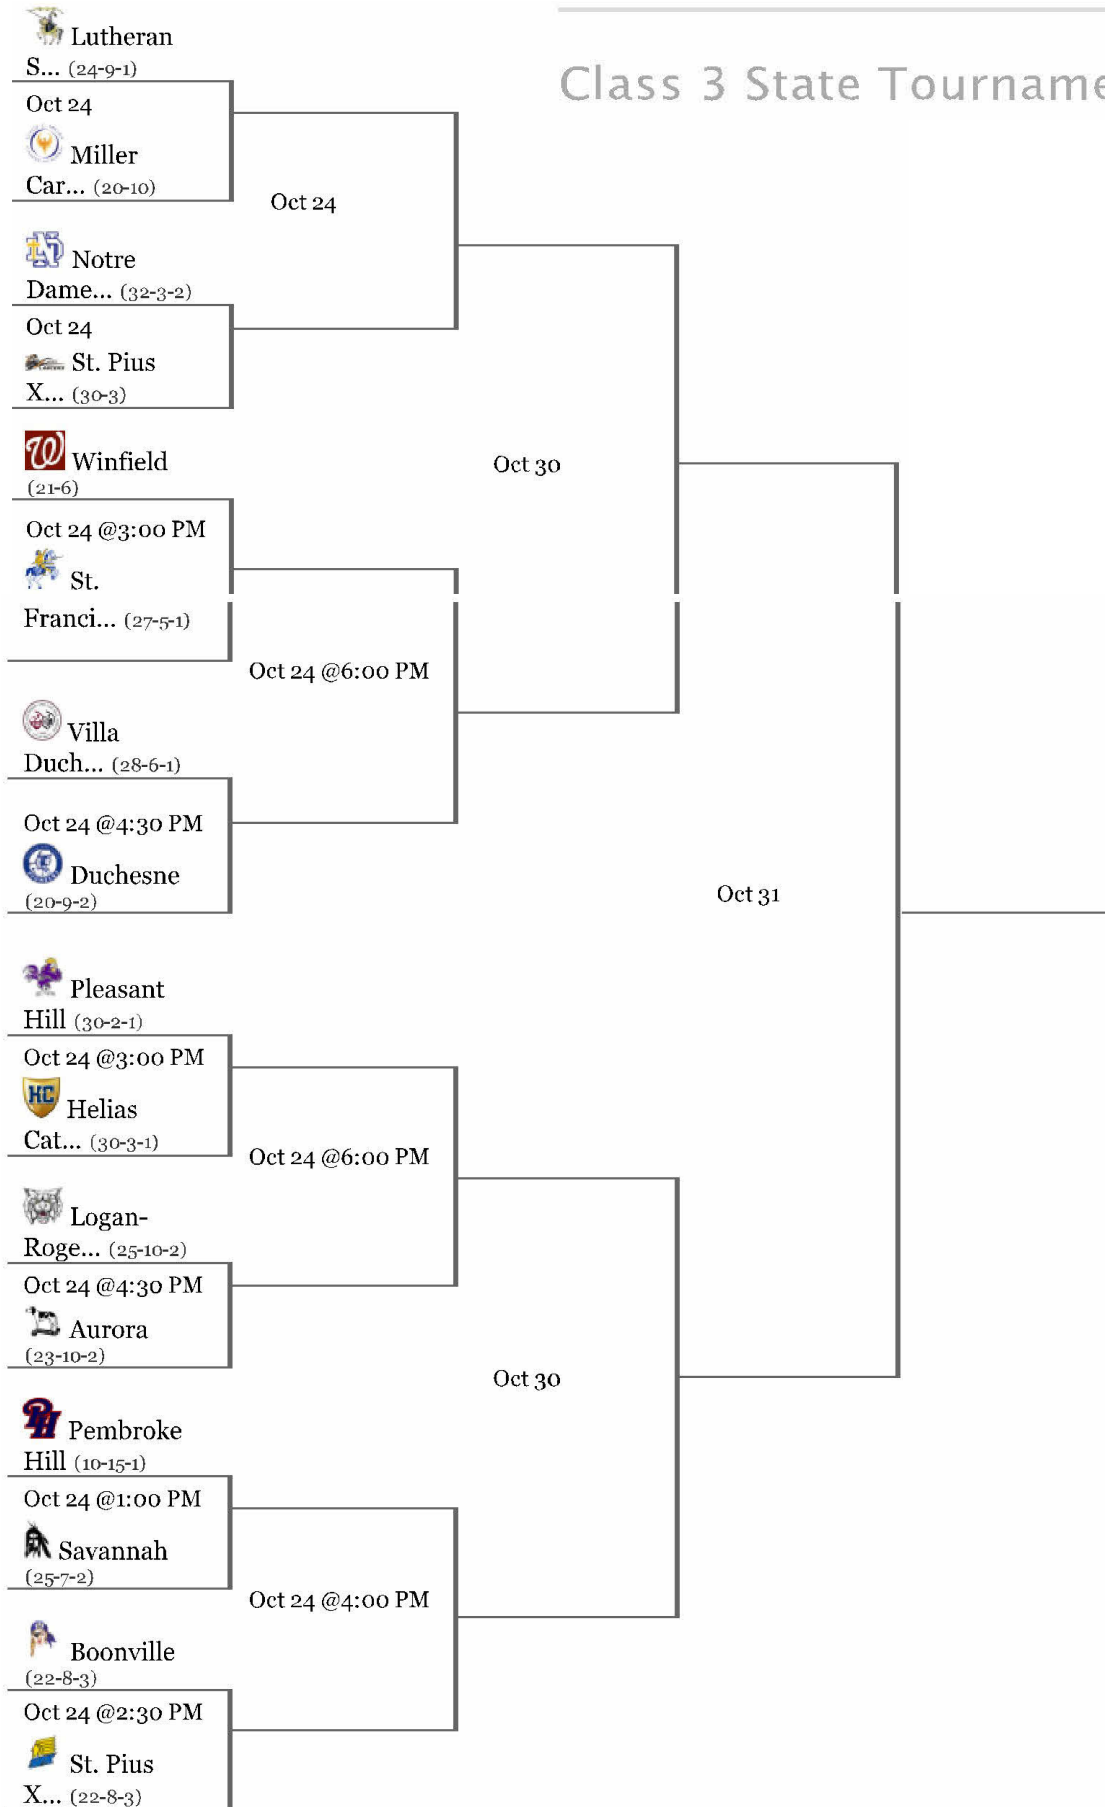 Class 3 State Tourname
Lutheran
S... (24-9-1)
Oct 24
Miller
Car... (20-10)
Oct 24
Notre
Dame... (32-3-2)
Oct 24
St. Pius
X... (30-3)
Winfield
(21-6)
Oct 30
Oct 24 @3:00 PM
St.
Franci... (27-5-1)
Oct 24 @6:00 PM
Villa
Duch... (28-6-1)
Oct 24 @4:30 PM
Duchesne
(20-9-2)
Oct 31
Pleasant
Hill (30-2-1)
Oct 24 @3:00 PM
HC
Helias
Cat... (30-3-1)
Oct 24 @6:00 PM
Logan-
Roge... (25-10-2)
Oct 24 @4:30 PM
Aurora
(23-10-2)
Oct 30
PH
Pembroke
Hill (10-15-1)
Oct 24 @1:00 PM
Savannah
(25-7-2)
Oct 24 @4:00 PM
Boonville
(22-8-3)
Oct 24 @2:30 PM
St. Pius
X... (22-8-3)